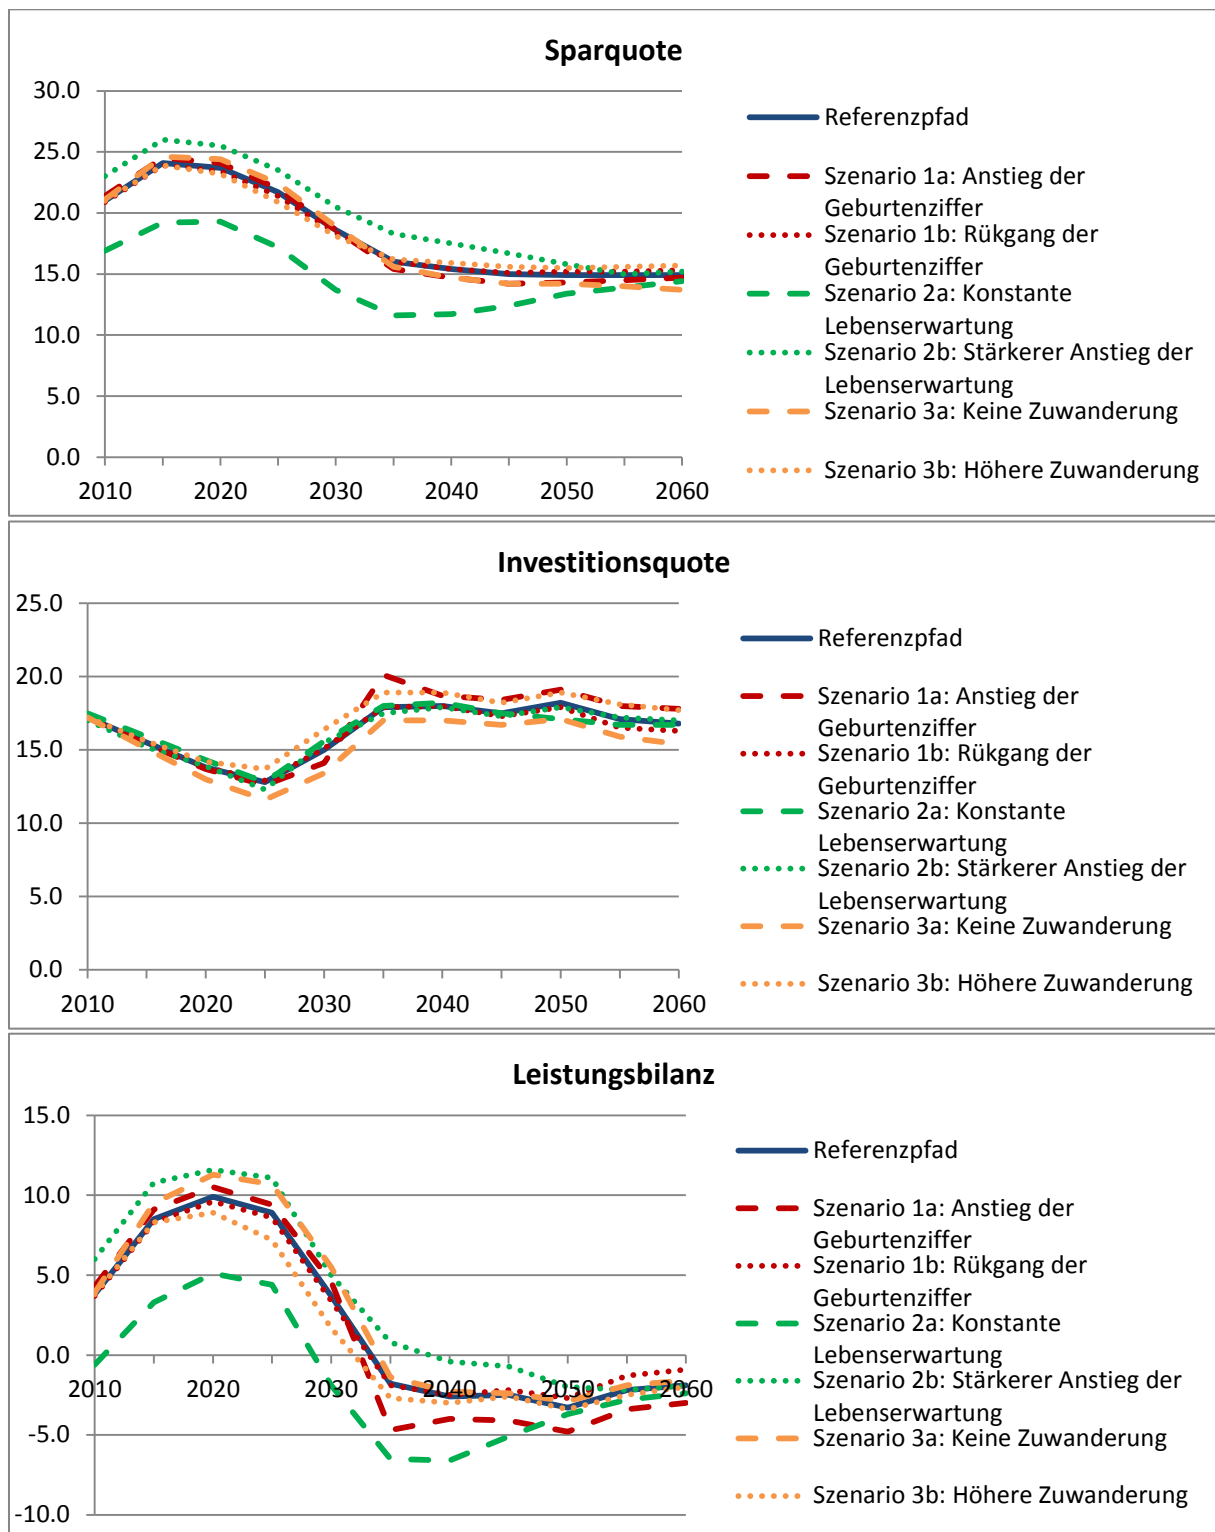 Sparquote
30.0
25.0
20.0
15.0
10.0
5.0
0.0
2010 2020 2030 2040 2050 2060
Referenzpfad
Szenario 1a: Anstieg der
Geburtenziffer
Szenario 1b: Rükgang der
Geburtenziffer
Szenario 2a: Konstante
Lebenserwartung
Szenario 2b: Stärkerer Anstieg der
Lebenserwartung
Szenario 3a: Keine Zuwanderung
Szenario 3b: Höhere Zuwanderung
Investitionsquote
25.0
20.0
15.0
10.0
5.0
0.0
2010 2020 2030 2040 2050 2060
Referenzpfad
Szenario 1a: Anstieg der
Geburtenziffer
Szenario 1b: Rükgang der
Geburtenziffer
Szenario 2a: Konstante
Lebenserwartung
Szenario 2b: Stärkerer Anstieg der
Lebenserwartung
Szenario 3a: Keine Zuwanderung
Szenario 3b: Höhere Zuwanderung
Leistungsbilanz
15.0
10.0
5.0
0.0
-5.0
-10.0
2010 2020 2030 2040 2050 2060
Referenzpfad
Szenario 1a: Anstieg der
Geburtenziffer
Szenario 1b: Rükgang der
Geburtenziffer
Szenario 2a: Konstante
Lebenserwartung
Szenario 2b: Stärkerer Anstieg der
Lebenserwartung
Szenario 3a: Keine Zuwanderung
Szenario 3b: Höhere Zuwanderung